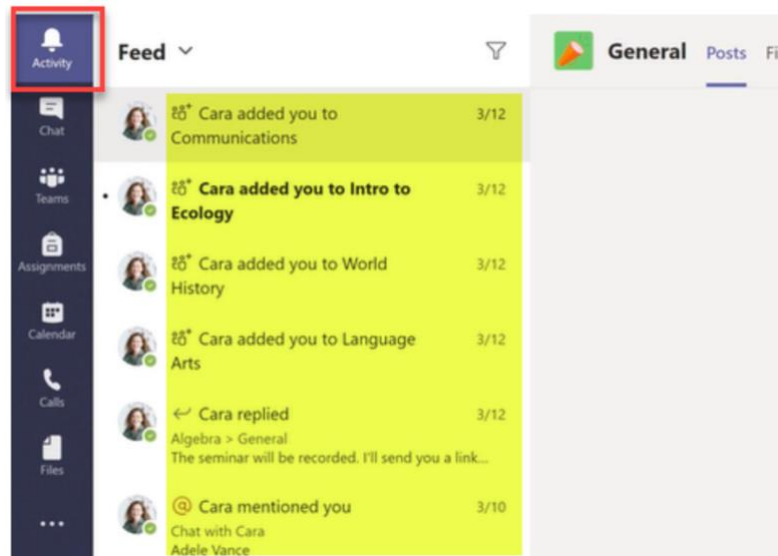 Activity
Chat
Teams
Assignments
Calendar
Calls
Files
Feed
Cara added you to 3/12
Communications
Cara added you to Intro to 3/12
Ecology
Cara added you to World 3/12
History
Cara added you to Language 3/12
Arts
Cara replied 3/12
Algebra > General
The seminar will be recorded. I'll send you a link...
@ Cara mentioned you 3/10
Chat with Cara
Adele Vance
General Posts Fi